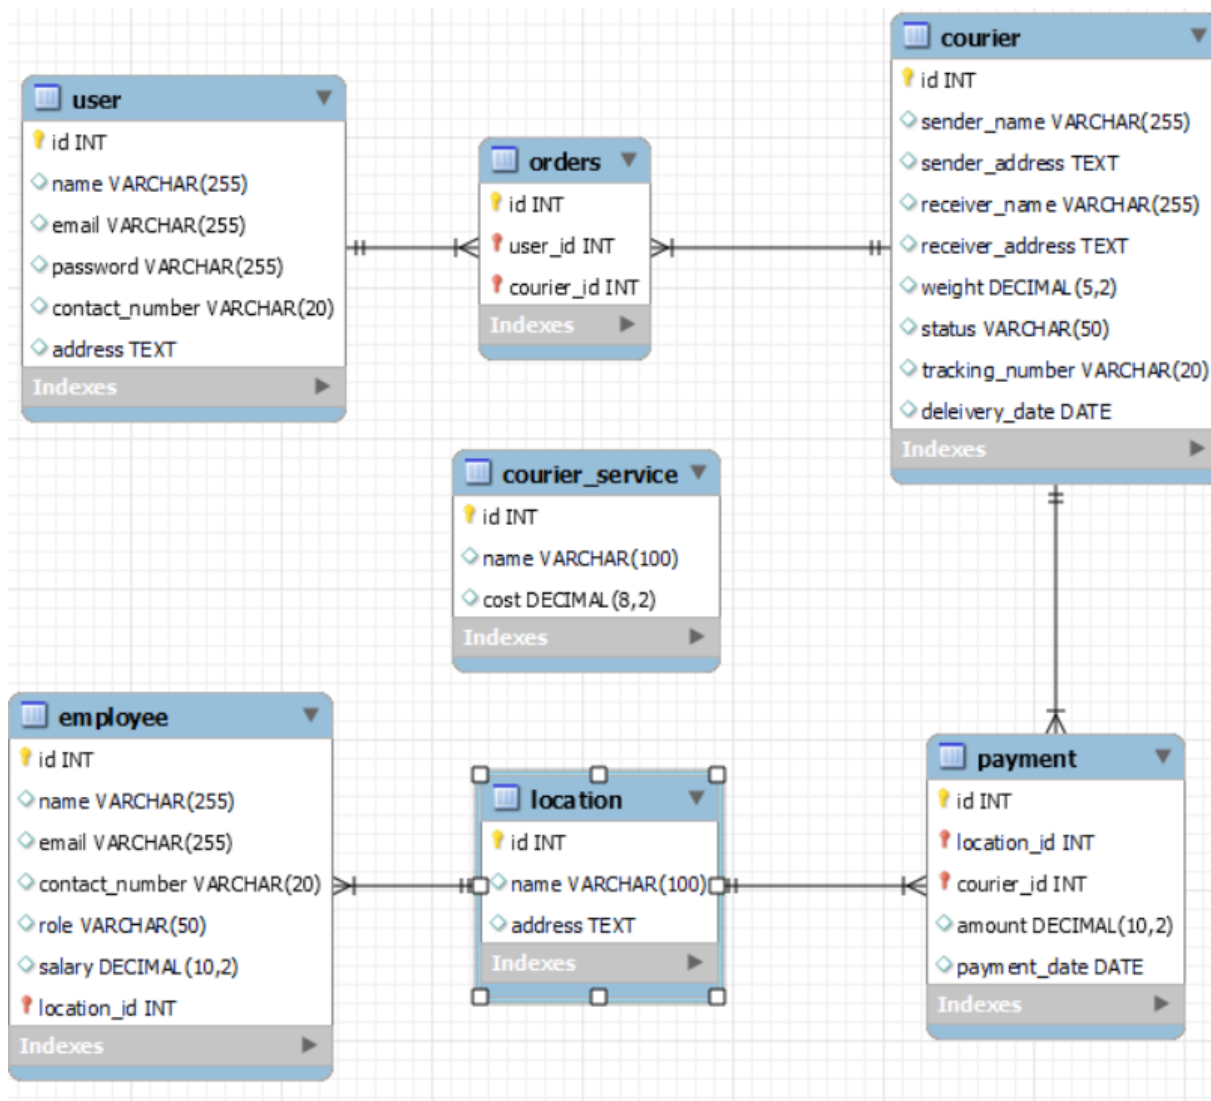 user
id INT
name VARCHAR(255)
email VARCHAR(255)
password VARCHAR(255)
contact_number VARCHAR(20)
address TEXT
Indexes
orders
id INT
user_id INT
courier_id INT
Indexes
courier
id INT
sender_name VARCHAR(255)
sender_address TEXT
receiver_name VARCHAR(255)
receiver_address TEXT
weight DECIMAL(5,2)
status VARCHAR(50)
tracking_number VARCHAR(20)
deleivery_date DATE
Indexes
courier_service
id INT
name VARCHAR(100)
cost DECIMAL(8,2)
Indexes
employee
id INT
name VARCHAR(255)
email VARCHAR(255)
contact_number VARCHAR(20)
role VARCHAR(50)
salary DECIMAL(10,2)
location_id INT
Indexes
location
id INT
name VARCHAR(100)
address TEXT
Indexes
payment
id INT
location_id INT
courier_id INT
amount DECIMAL(10,2)
payment_date DATE
Indexes